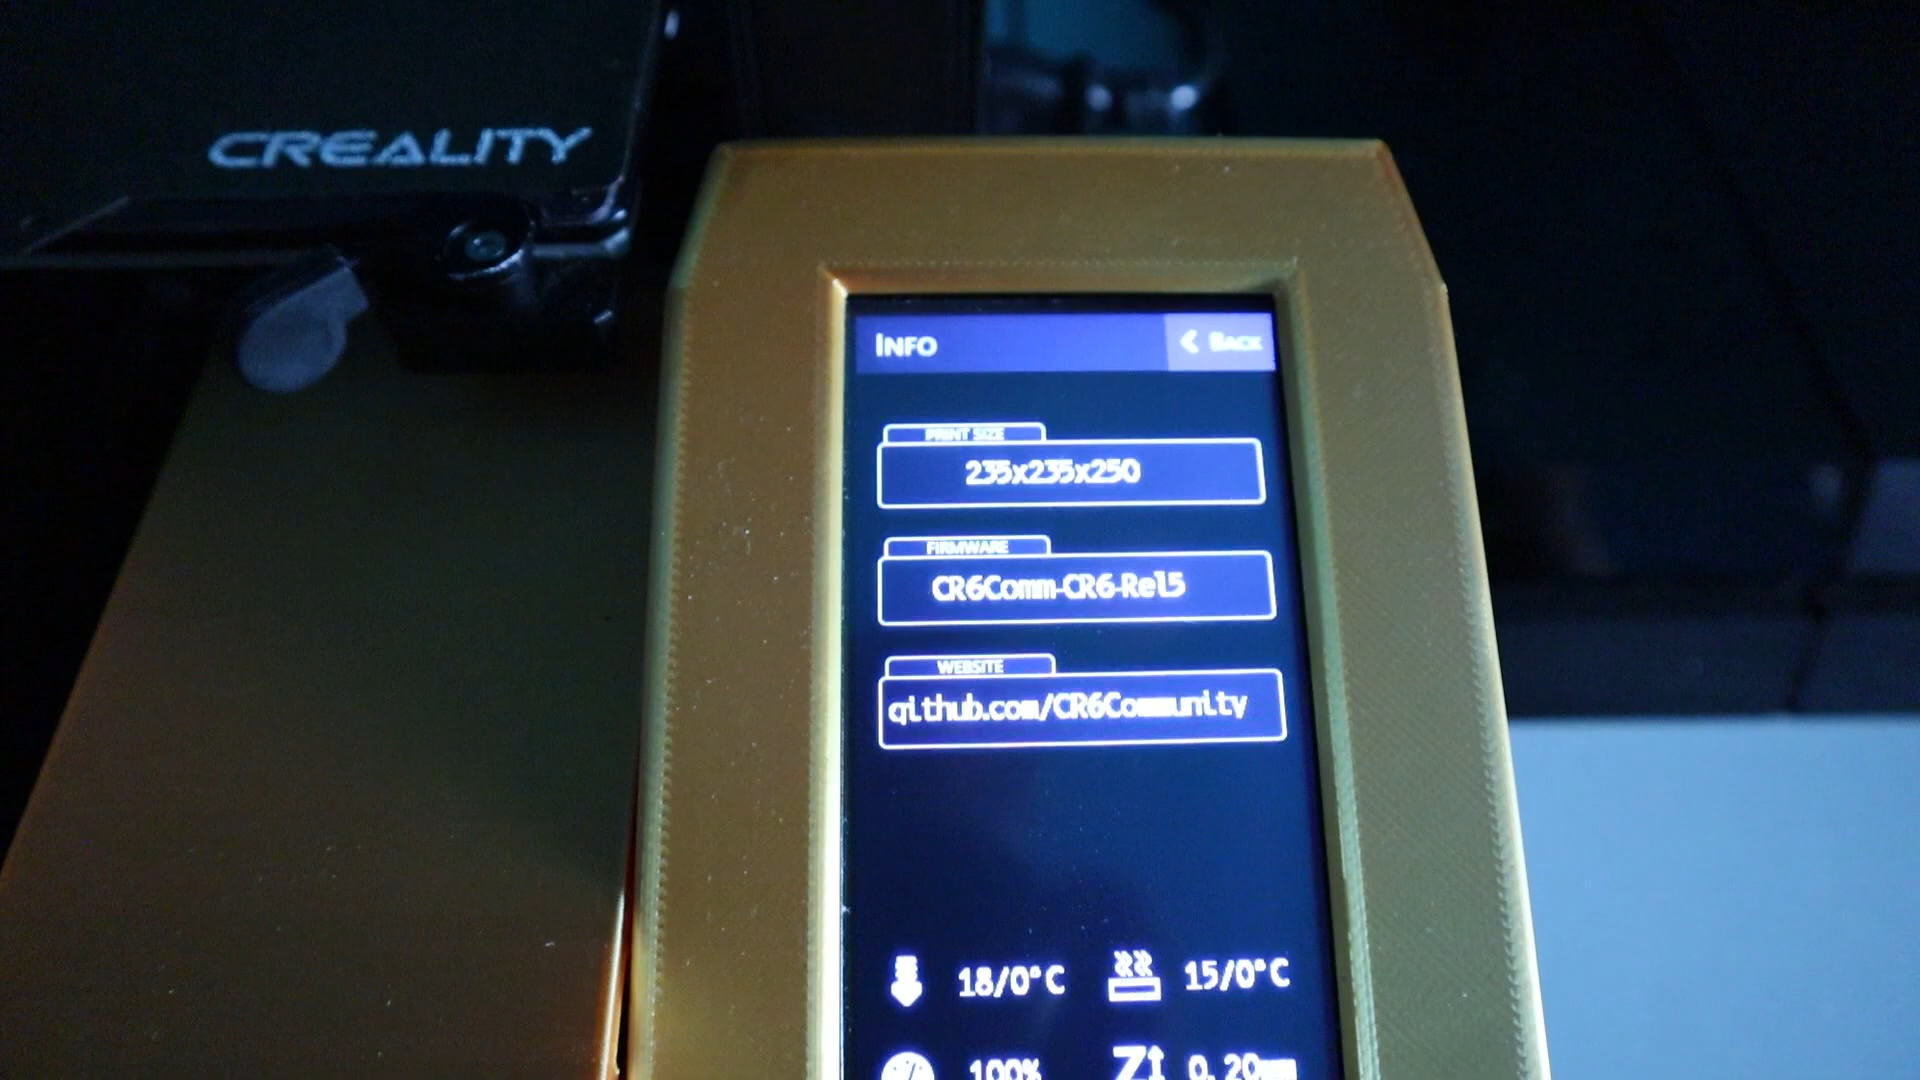 CREALITY
INFO
BACK
PRINT SIZE
235x235x250
FIRMWARE
CR6Comm-CR6-Rel5
WEBSITE
github.com/CR6Community
18/0°C 15/0°C
100% Z 0.20mm